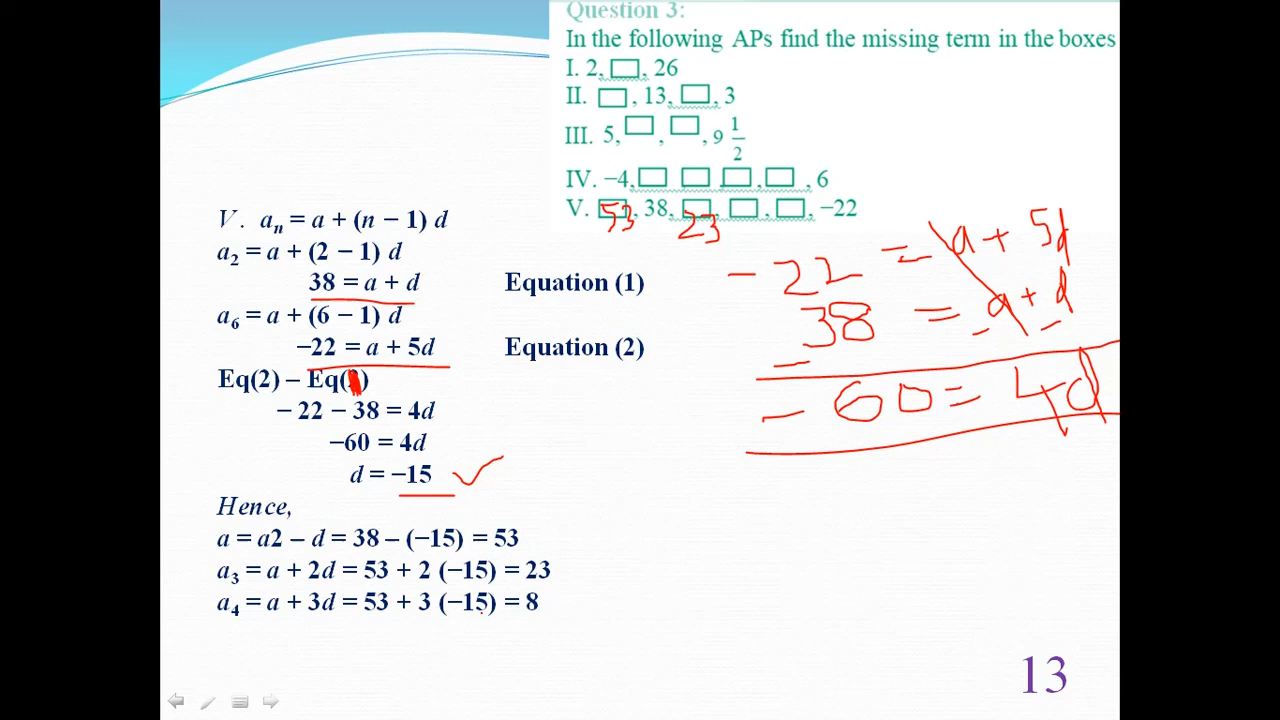 Question 3:
In the following APs find the missing term in the boxes
I. 2, □, 26
II. □, 13, □, 3
III. 5, □, □, 9 1/2
IV. −4, □ □ □, □, 6
V. □, 38, □, □, □, −22
53 23
V. aₙ = a + (n − 1) d
a₂ = a + (2 − 1) d
38 = a + d Equation (1)
a₆ = a + (6 − 1) d
−22 = a + 5d Equation (2)
Eq(2) – Eq(
− 22 − 38 = 4d
−60 = 4d
d = −15
Hence,
a = a2 – d = 38 – (−15) = 53
a₃ = a + 2d = 53 + 2 (−15) = 23
a₄ = a + 3d = 53 + 3 (−15) = 8
- 22 = a + 5d
38 = a + d
- - -
- 60 = 4d
13